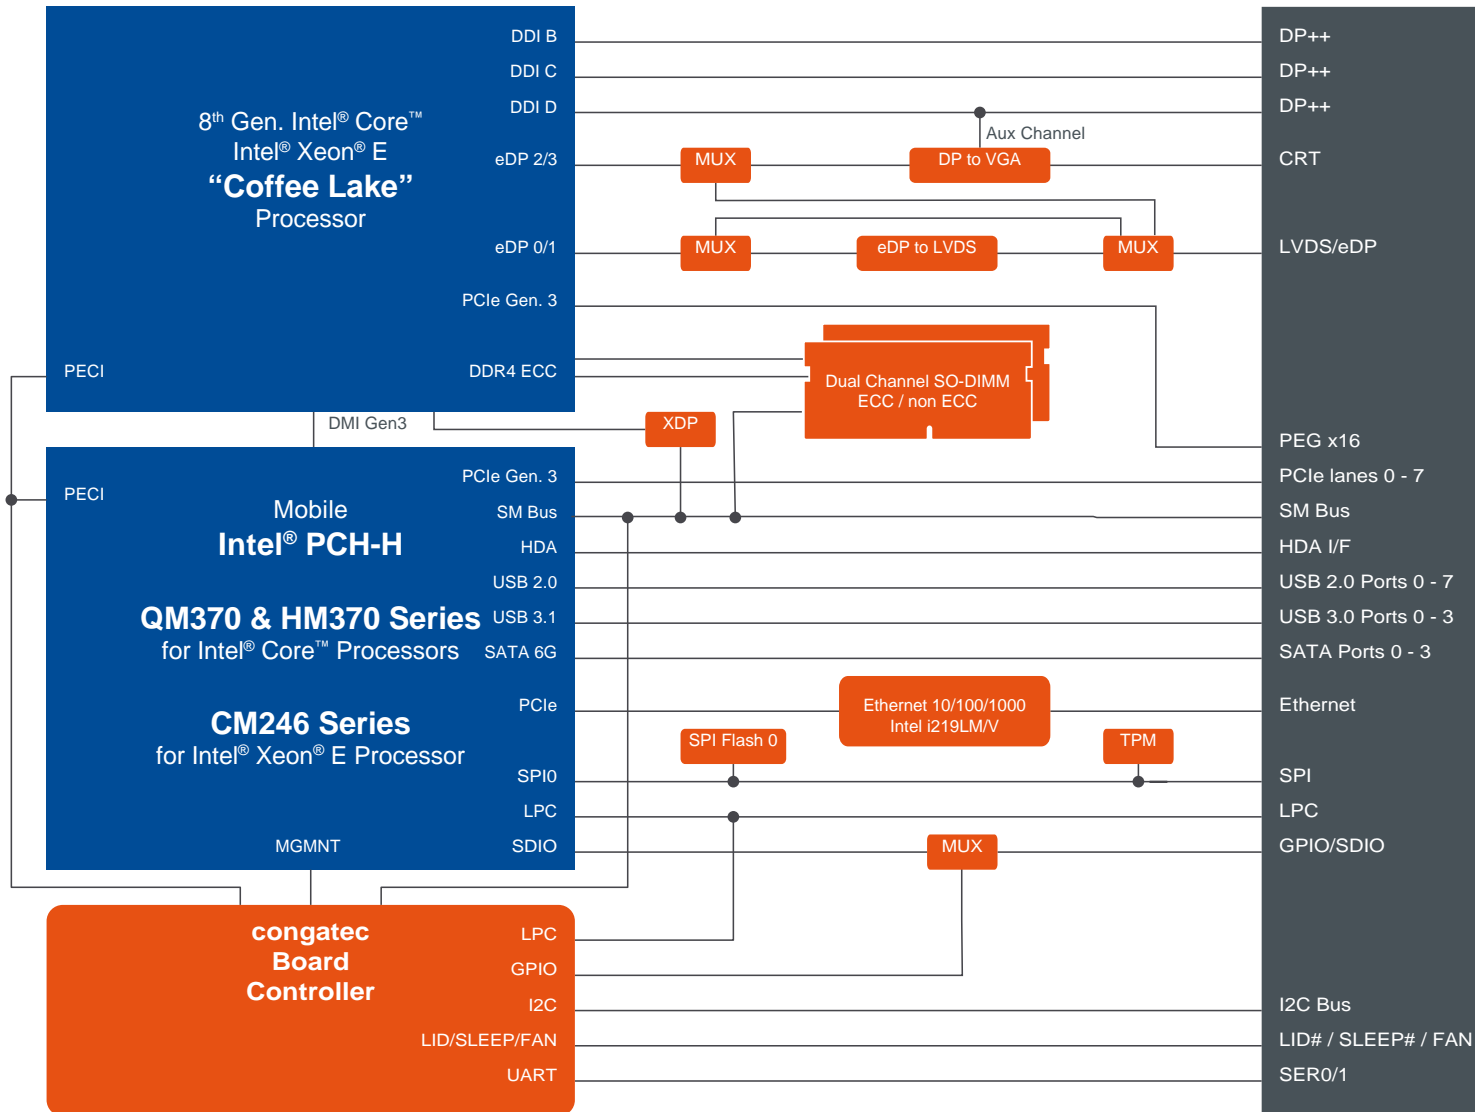 DDI B
DP++
DDI C
DP++
DDI D
DP++
8th Gen. Intel® Core™
Intel® Xeon® E
“Coffee Lake”
Processor
Aux Channel
eDP 2/3
MUX
DP to VGA
CRT
eDP 0/1
MUX
eDP to LVDS
MUX
LVDS/eDP
PCIe Gen. 3
PECI
DDR4 ECC
Dual Channel SO-DIMM
ECC / non ECC
DMI Gen3
XDP
PEG x16
PCIe Gen. 3
PCIe lanes 0 - 7
PECI
Mobile
Intel® PCH-H
SM Bus
SM Bus
HDA
HDA I/F
USB 2.0
USB 2.0 Ports 0 - 7
QM370 & HM370 Series
for Intel® Core™ Processors
USB 3.1
USB 3.0 Ports 0 - 3
SATA 6G
SATA Ports 0 - 3
CM246 Series
for Intel® Xeon® E Processor
PCIe
Ethernet 10/100/1000
Intel i219LM/V
Ethernet
SPI Flash 0
TPM
SPI0
SPI
LPC
LPC
MGMNT
SDIO
MUX
GPIO/SDIO
congatec
Board
Controller
LPC
GPIO
I2C
I2C Bus
LID/SLEEP/FAN
LID# / SLEEP# / FAN
UART
SER0/1